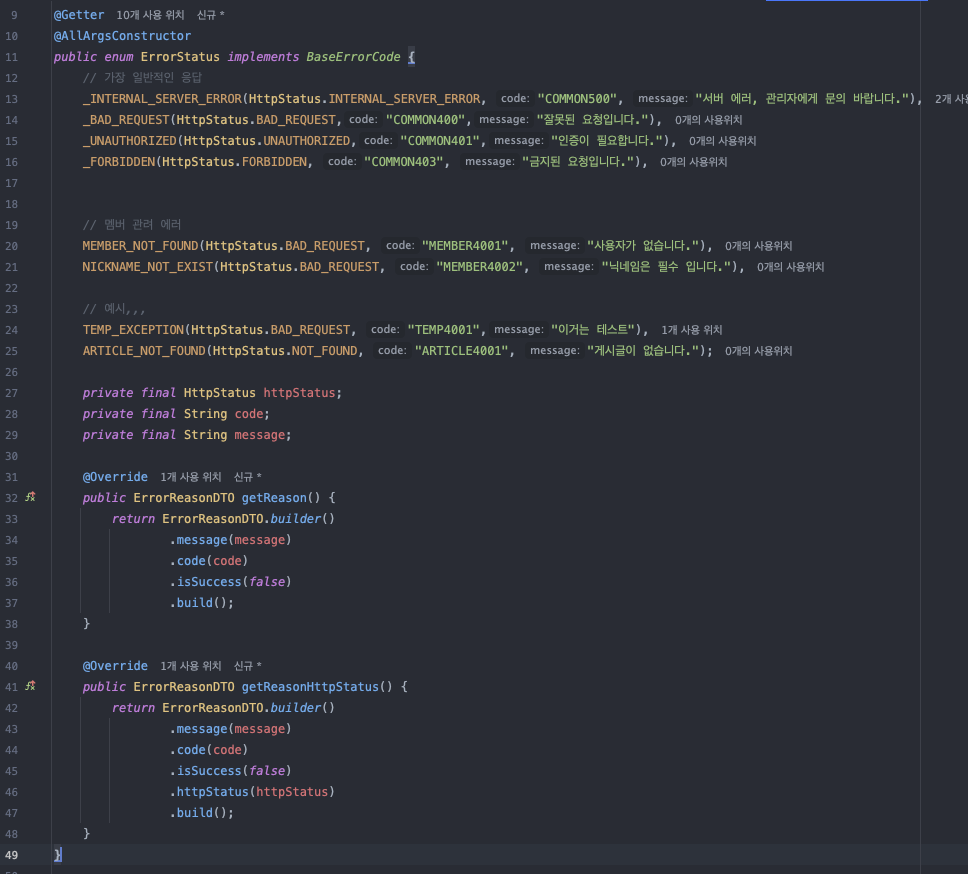 9 @Getter 10개 사용 위치 신규 *
10 @AllArgsConstructor
11 public enum ErrorStatus implements BaseErrorCode {
12 // 가장 일반적인 응답
13 _INTERNAL_SERVER_ERROR(HttpStatus.INTERNAL_SERVER_ERROR, code: "COMMON500", message: "서버 에러, 관리자에게 문의 바랍니다."), 2개 사용
14 _BAD_REQUEST(HttpStatus.BAD_REQUEST, code: "COMMON400", message: "잘못된 요청입니다."), 0개의 사용위치
15 _UNAUTHORIZED(HttpStatus.UNAUTHORIZED, code: "COMMON401", message: "인증이 필요합니다."), 0개의 사용위치
16 _FORBIDDEN(HttpStatus.FORBIDDEN, code: "COMMON403", message: "금지된 요청입니다."), 0개의 사용위치
17
18
19 // 멤버 관려 에러
20 MEMBER_NOT_FOUND(HttpStatus.BAD_REQUEST, code: "MEMBER4001", message: "사용자가 없습니다."), 0개의 사용위치
21 NICKNAME_NOT_EXIST(HttpStatus.BAD_REQUEST, code: "MEMBER4002", message: "닉네임은 필수 입니다."), 0개의 사용위치
22
23 // 예시,,,
24 TEMP_EXCEPTION(HttpStatus.BAD_REQUEST, code: "TEMP4001", message: "이거는 테스트"), 1개 사용 위치
25 ARTICLE_NOT_FOUND(HttpStatus.NOT_FOUND, code: "ARTICLE4001", message: "게시글이 없습니다."); 0개의 사용위치
26
27 private final HttpStatus httpStatus;
28 private final String code;
29 private final String message;
30
31 @Override 1개 사용 위치 신규 *
32 public ErrorReasonDTO getReason() {
33 return ErrorReasonDTO.builder()
34 .message(message)
35 .code(code)
36 .isSuccess(false)
37 .build();
38 }
39
40 @Override 1개 사용 위치 신규 *
41 public ErrorReasonDTO getReasonHttpStatus() {
42 return ErrorReasonDTO.builder()
43 .message(message)
44 .code(code)
45 .isSuccess(false)
46 .httpStatus(httpStatus)
47 .build();
48 }
49 }